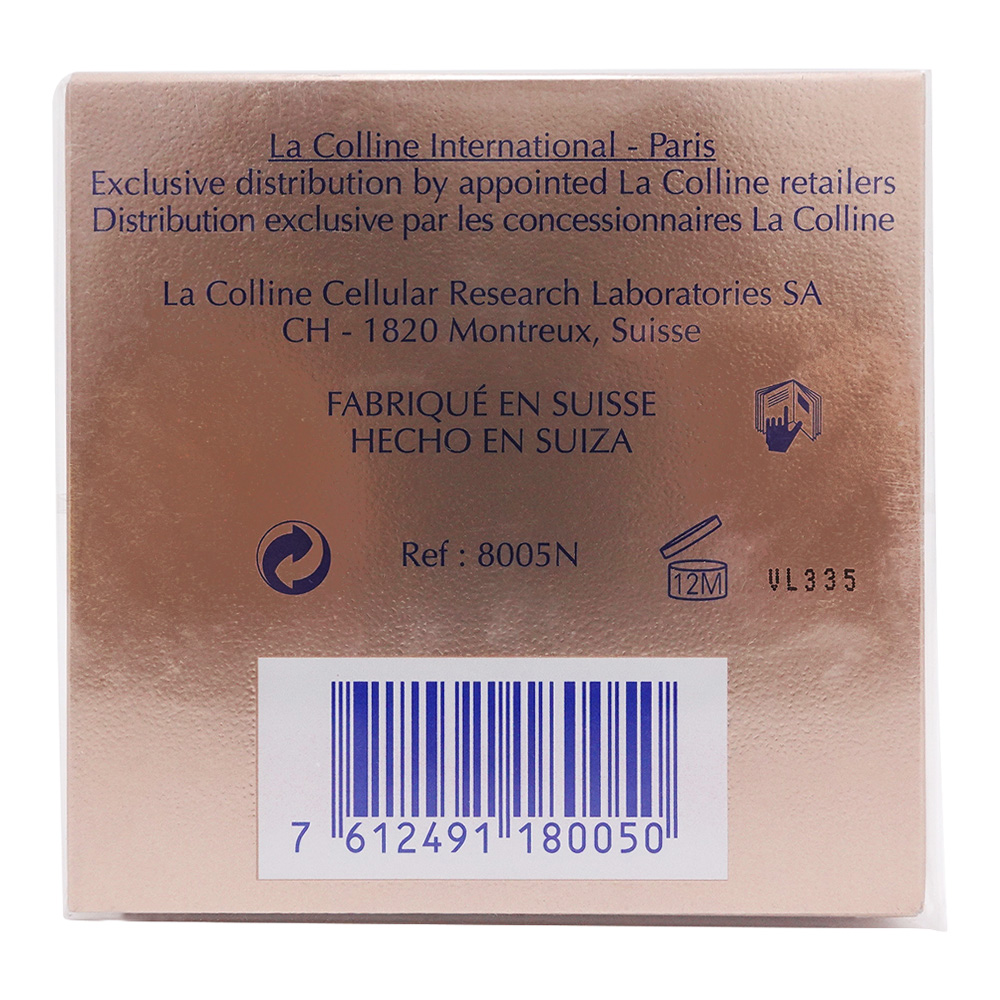 La Colline International - Paris
Exclusive distribution by appointed La Colline retailers
Distribution exclusive par les concessionnaires La Colline
La Colline Cellular Research Laboratories SA
CH - 1820 Montreux, Suisse
FABRIQUÉ EN SUISSE
HECHO EN SUIZA
Ref : 8005N
12M
VL335
7 612491 180050